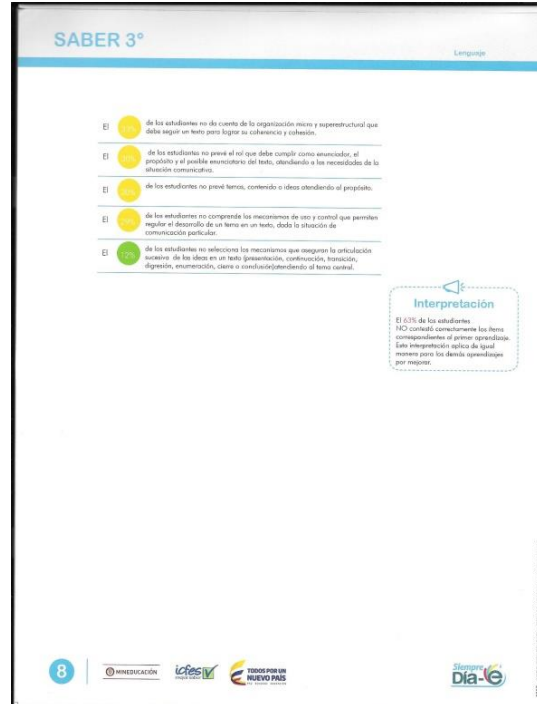 SABER 3°
Lenguaje
El
de los estudiantes no da cuenta de la organización micro y superestructural que
debe seguir un texto para lograr su coherencia y cohesión.
El
de los estudiantes no prevé el rol que debe cumplir como enunciador, el
propósito y el posible enunciatario del texto, atendiendo a las necesidades de la
situación comunicativa.
El
de los estudiantes no prevé temas, contenido o ideas atendiendo al propósito.
El
de los estudiantes no comprende los mecanismos de uso y control que permiten
regular el desarrollo de un tema en un texto, dada la situación de
comunicación particular.
El 12%
de los estudiantes no selecciona los mecanismos que aseguran la articulación
sucesiva de las ideas en un texto (presentación, continuación, transición,
digresión, enumeración, cierre o conclusión)atendiendo al tema central.
Interpretación
El 63% de los estudiantes
NO contestó correctamente los ítems
correspondientes al primer aprendizaje.
Esta interpretación aplica de igual
manera para los demás aprendizajes
por mejorar.
8
MINEDUCACIÓN
icfes
mejor saber
TODOS POR UN
NUEVO PAÍS
PAZ EQUIDAD EDUCACIÓN
Siempre
Día-e